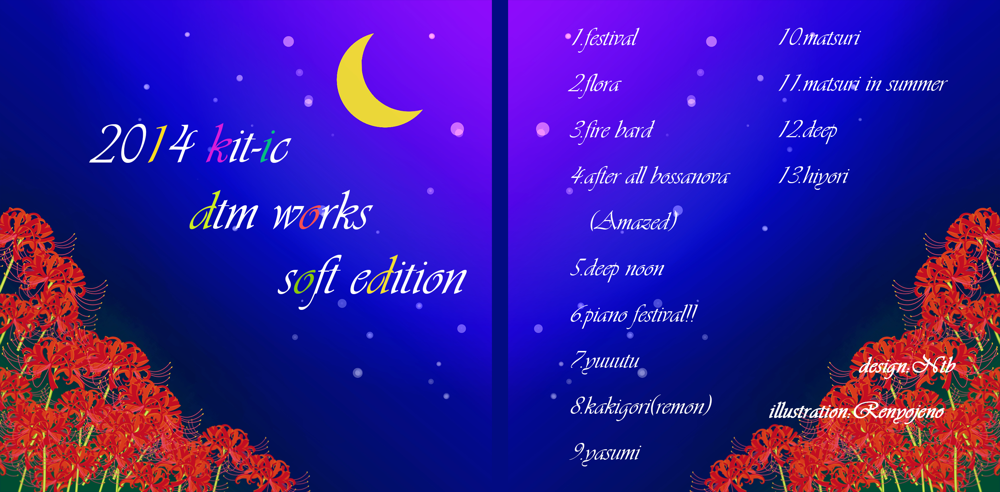 2014 kit-ic
dtm works
soft edition
1.festival
2.flora
3.fire bard
4.after all bossanova
(Amazed)
5.deep noon
6.piano festival!!
7.yuuutu
8.kakigori(remon)
9.yasumi
10.matsuri
11.matsuri in summer
12.deep
13.hiyori
design:Nib
illustration:Renyojeno